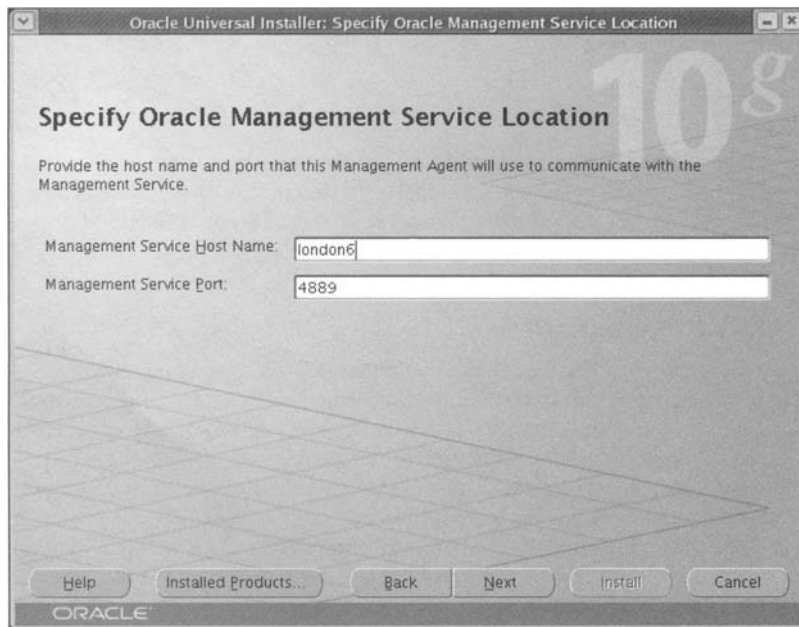 Oracle Universal Installer: Specify Oracle Management Service Location
10g
Specify Oracle Management Service Location
Provide the host name and port that this Management Agent will use to communicate with the
Management Service.
Management Service Host Name: london6
Management Service Port: 4889
Help Installed Products... Back Next Install Cancel
ORACLE